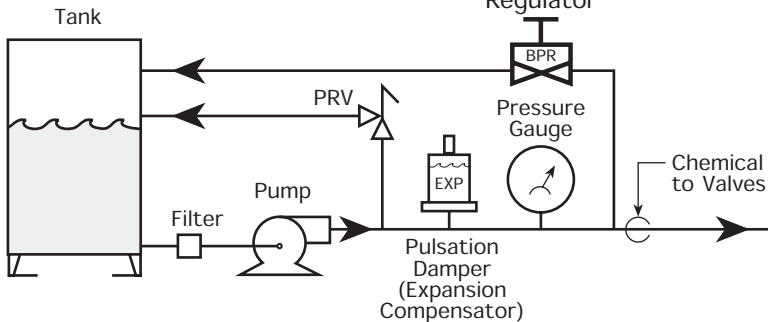 Regulator
Tank
BPR
PRV
Pressure
Gauge
EXP
Chemical
to Valves
Pump
Filter
Pulsation
Damper
(Expansion
Compensator)